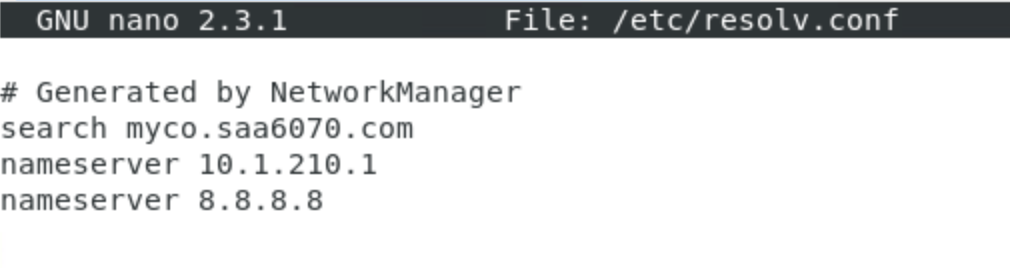 GNU nano 2.3.1 File: /etc/resolv.conf
# Generated by NetworkManager
search myco.saa6070.com
nameserver 10.1.210.1
nameserver 8.8.8.8